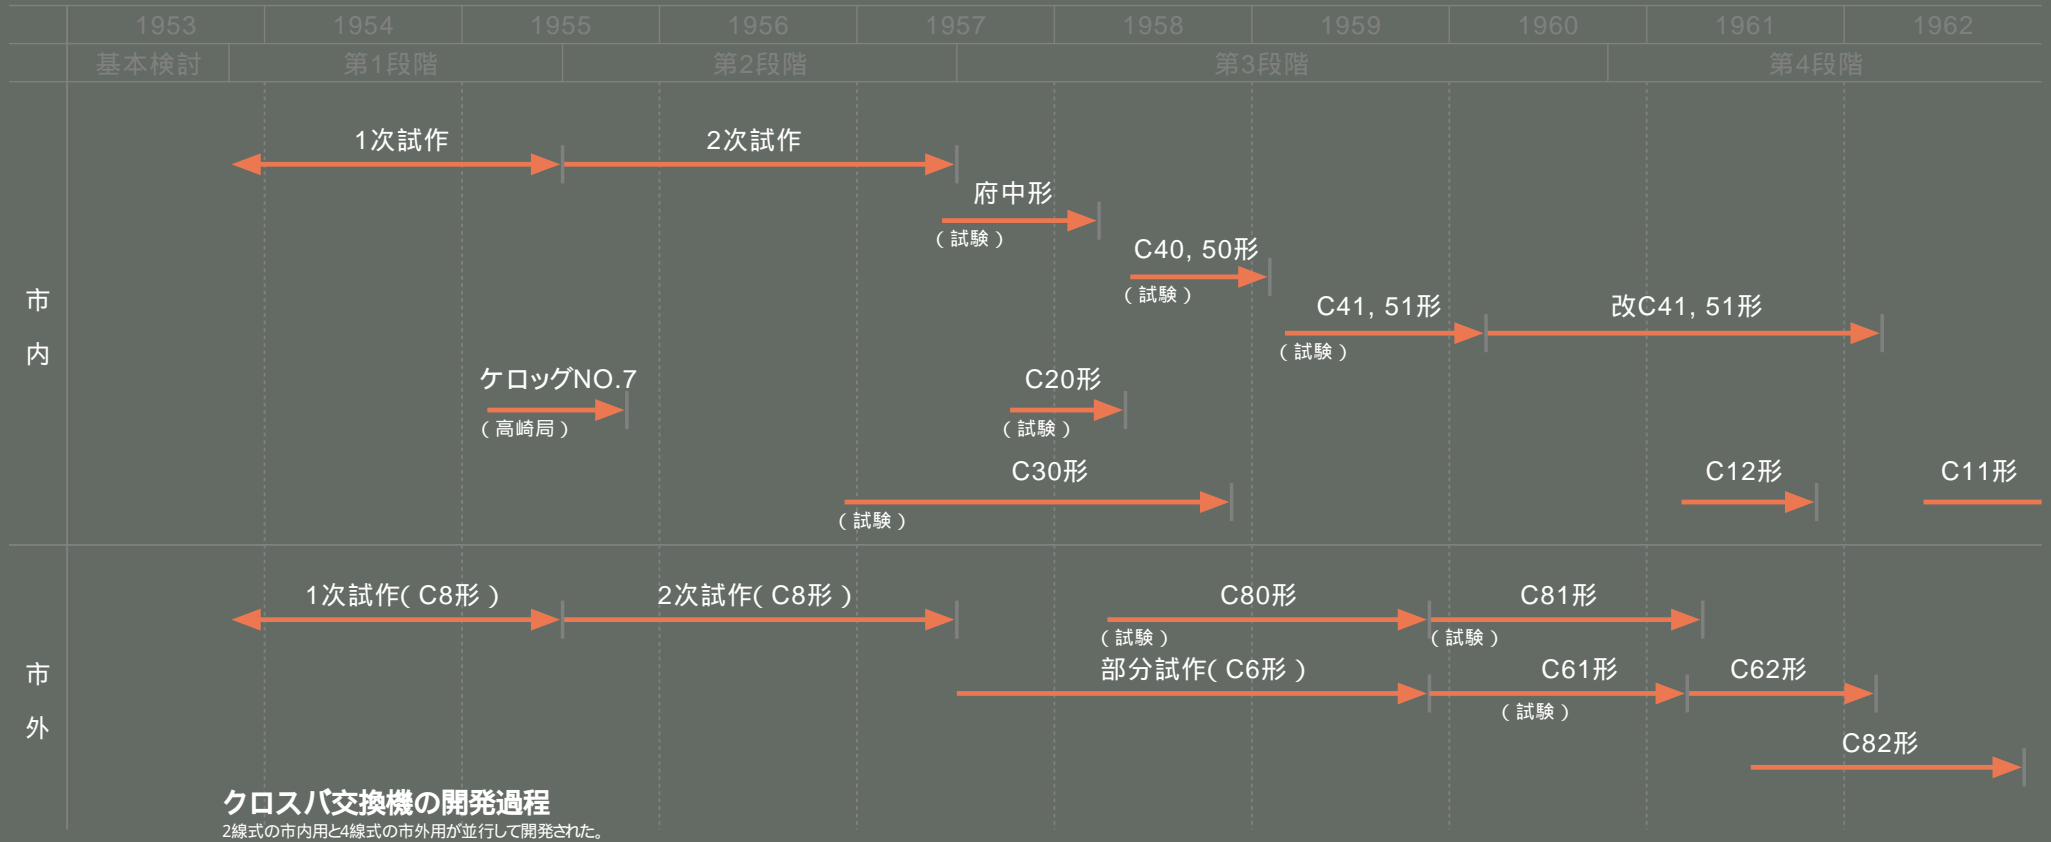 1953 1954 1955 1956 1957 1958 1959 1960 1961 1962
基本検討 第1段階 第2段階 第3段階 第4段階
市内
1次試作 2次試作
府中形
(試験)
C40, 50形
(試験)
C41, 51形 改C41, 51形
(試験)
ケロッグNO.7 C20形
(高崎局) (試験)
C30形 C12形 C11形
(試験)
市外
1次試作(C8形) 2次試作(C8形) C80形 C81形
(試験) (試験)
部分試作(C6形) C61形 C62形
(試験)
C82形
クロスバ交換機の開発過程
2線式の市内用と4線式の市外用が並行して開発された。